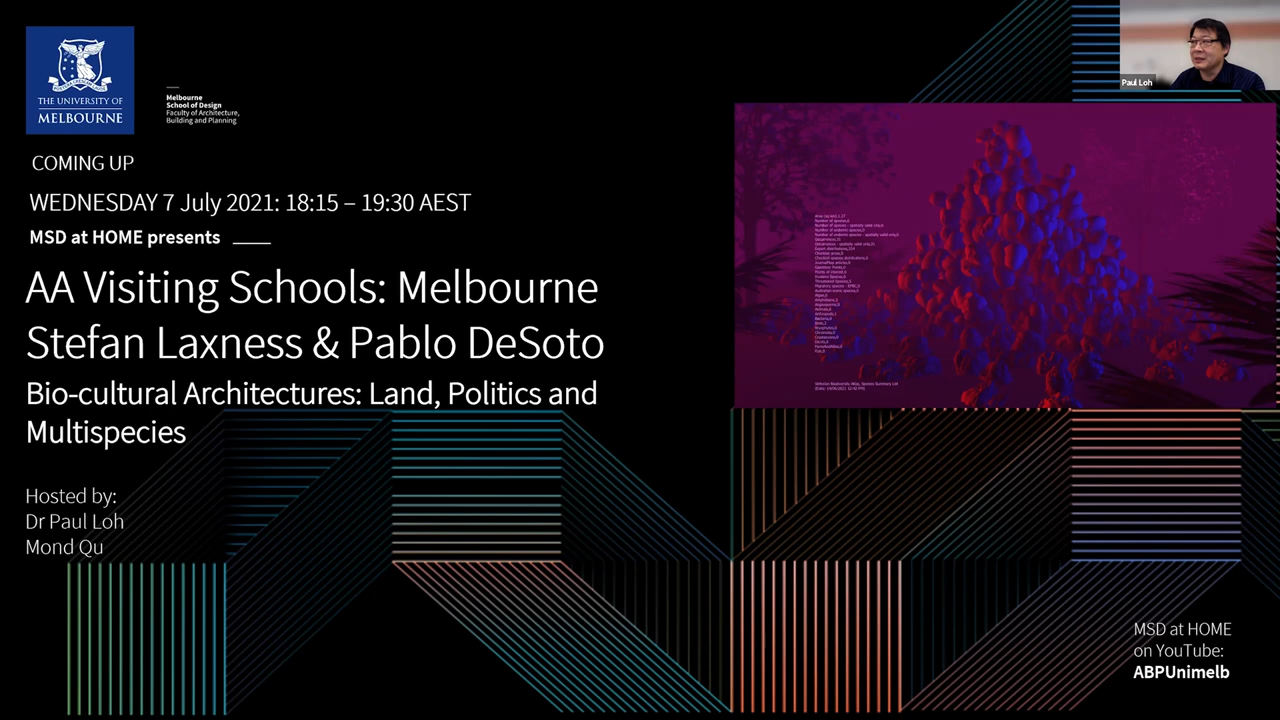 THE UNIVERSITY OF
MELBOURNE
Melbourne
School of Design
Faculty of Architecture,
Building and Planning
Paul Loh
COMING UP
WEDNESDAY 7 July 2021: 18:15 – 19:30 AEST
MSD at HOME presents
AA Visiting Schools: Melbourne
Stefan Laxness & Pablo DeSoto
Bio-cultural Architectures: Land, Politics and
Multispecies
Hosted by:
Dr Paul Loh
Mond Qu
MSD at HOME
on YouTube:
ABPUnimelb